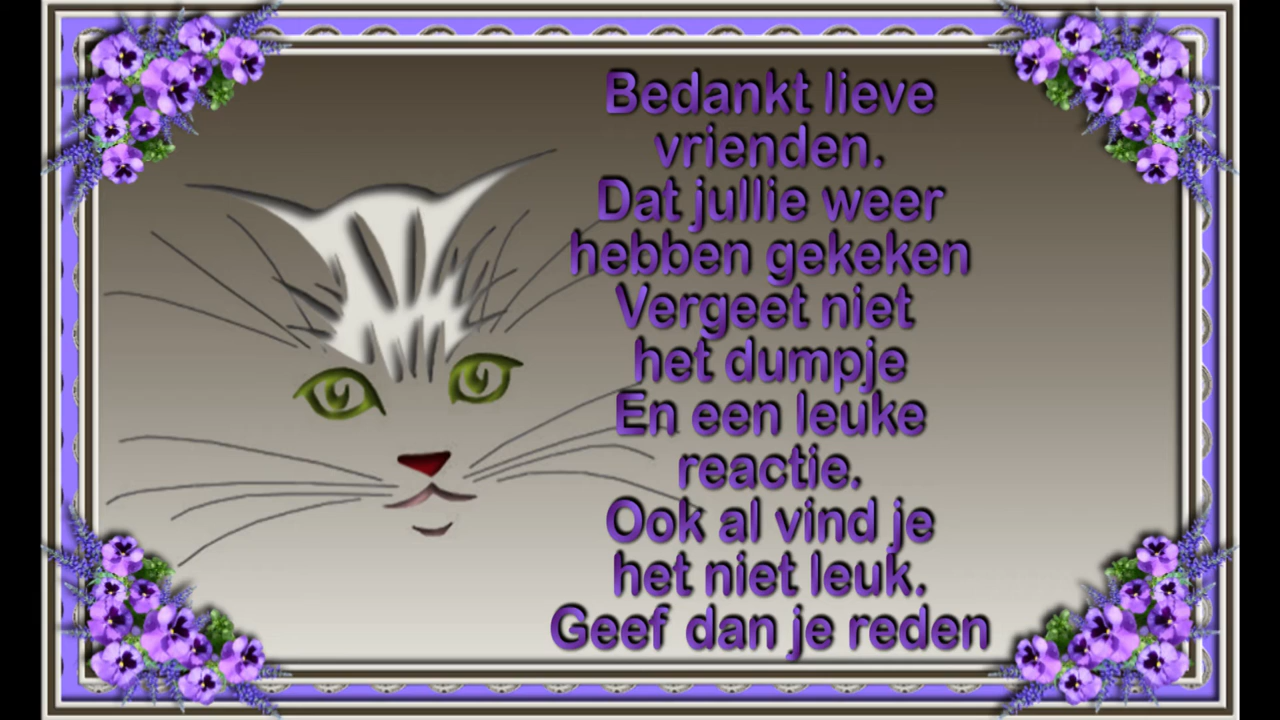 Bedankt lieve
vrienden.
Dat jullie weer
hebben gekeken
Vergeet niet
het dumpje
En een leuke
reactie.
Ook al vind je
het niet leuk.
Geef dan je reden